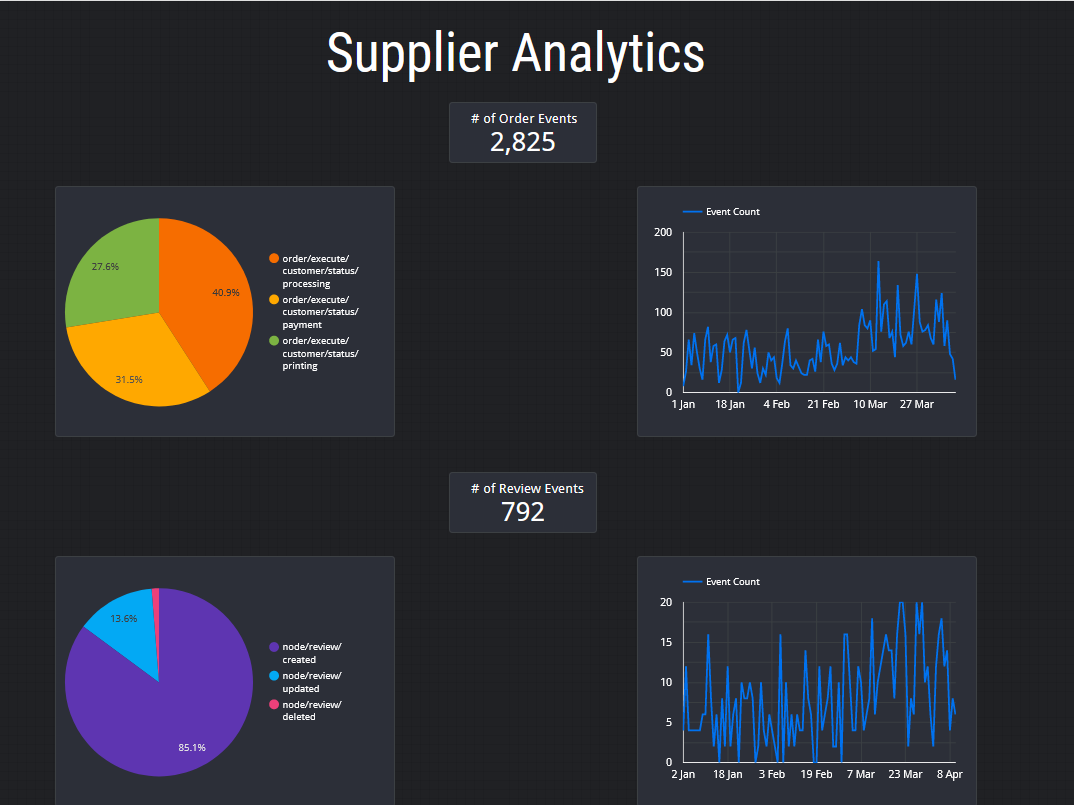 Supplier Analytics
# of Order Events
2,825
27.6%
40.9%
31.5%
order/execute/
customer/status/
processing
order/execute/
customer/status/
payment
order/execute/
customer/status/
printing
Event Count
200
150
100
50
0
1 Jan 18 Jan 4 Feb 21 Feb 10 Mar 27 Mar
# of Review Events
792
13.6%
85.1%
node/review/
created
node/review/
updated
node/review/
deleted
Event Count
20
15
10
5
0
2 Jan 18 Jan 3 Feb 19 Feb 7 Mar 23 Mar 8 Apr